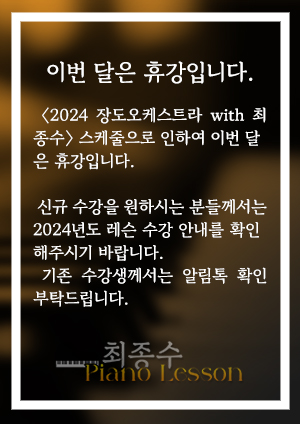 이번 달은 휴강입니다.
〈2024 장도오케스트라 with 최
종수〉 스케줄으로 인하여 이번 달
은 휴강입니다.
신규 수강을 원하시는 분들께서는
2024년도 레슨 수강 안내를 확인
해주시기 바랍니다.
기존 수강생께서는 알림톡 확인
부탁드립니다.
최종수
Piano Lesson